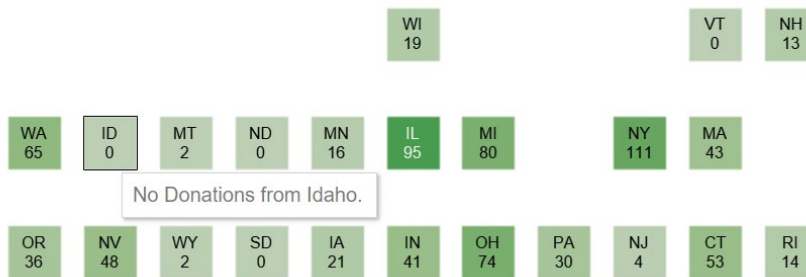 WI
19
VT
0
NH
13
WA
65
ID
0
MT
2
ND
0
MN
16
IL
95
MI
80
NY
111
MA
43
No Donations from Idaho.
OR
36
NV
48
WY
2
SD
0
IA
21
IN
41
OH
74
PA
30
NJ
4
CT
53
RI
14